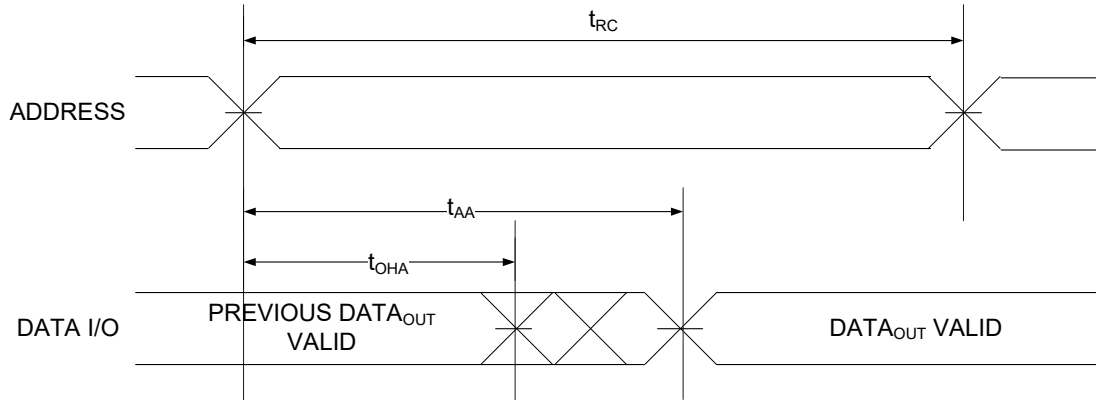 tRC
ADDRESS
tAA
tOHA
DATA I/O
PREVIOUS DATAOUT
VALID
DATAOUT VALID